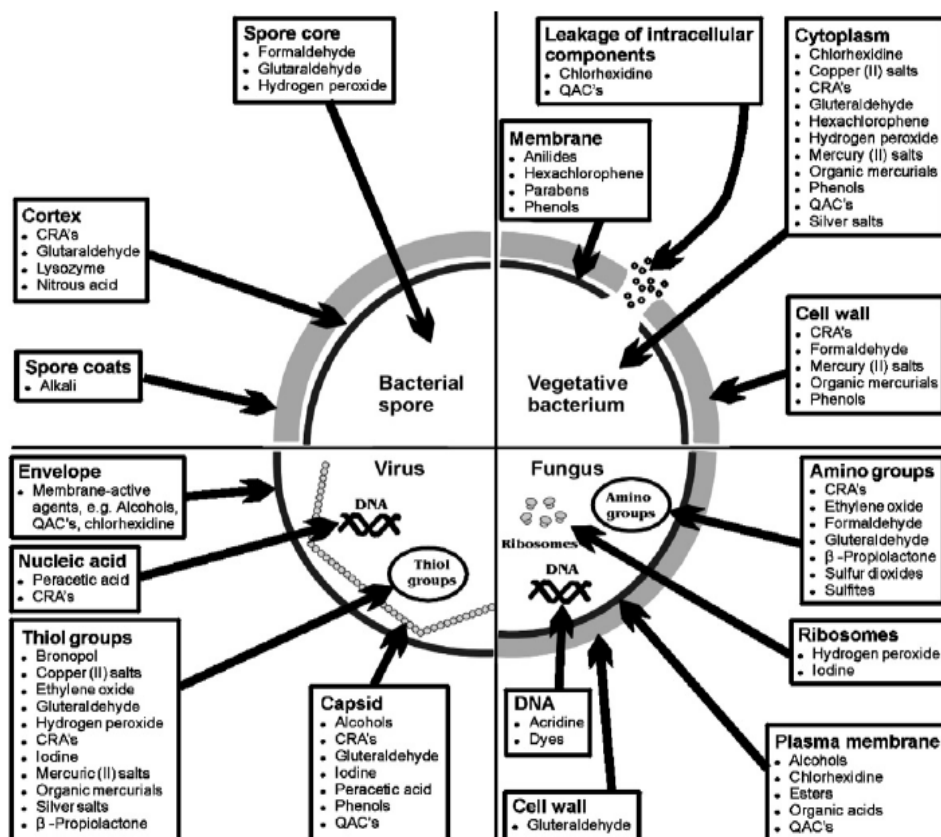 Spore core
• Formaldehyde
• Glutaraldehyde
• Hydrogen peroxide
Leakage of intracellular
components
• Chlorhexidine
• QAC's
Cytoplasm
• Chlorhexidine
• Copper (II) salts
• CRA's
• Gluteraldehyde
• Hexachlorophene
• Hydrogen peroxide
• Mercury (II) salts
• Organic mercurials
• Phenols
• QAC's
• Silver salts
Membrane
• Anilides
• Hexachlorophene
• Parabens
• Phenols
Cortex
• CRA's
• Glutaraldehyde
• Lysozyme
• Nitrous acid
Cell wall
• CRA's
• Formaldehyde
• Mercury (II) salts
• Organic mercurials
• Phenols
Spore coats
• Alkali
Bacterial
spore
Vegetative
bacterium
Envelope
• Membrane-active
agents, e.g. Alcohols,
QAC's, chlorhexidine
Virus
DNA
Thiol
groups
Fungus
Amino
groups
Ribosomes
DNA
Amino groups
• CRA's
• Ethylene oxide
• Formaldehyde
• Gluteraldehyde
• β -Propiolactone
• Sulfur dioxides
• Sulfites
Nucleic acid
• Peracetic acid
• CRA's
Ribosomes
• Hydrogen peroxide
• Iodine
Thiol groups
• Bronopol
• Copper (II) salts
• Ethylene oxide
• Gluteraldehyde
• Hydrogen peroxide
• CRA's
• Iodine
• Mercuric (II) salts
• Organic mercurials
• Silver salts
• β -Propiolactone
Capsid
• Alcohols
• CRA's
• Gluteraldehyde
• Iodine
• Peracetic acid
• Phenols
• QAC's
DNA
• Acridine
• Dyes
Cell wall
• Gluteraldehyde
Plasma membrane
• Alcohols
• Chlorhexidine
• Esters
• Organic acids
• QAC's